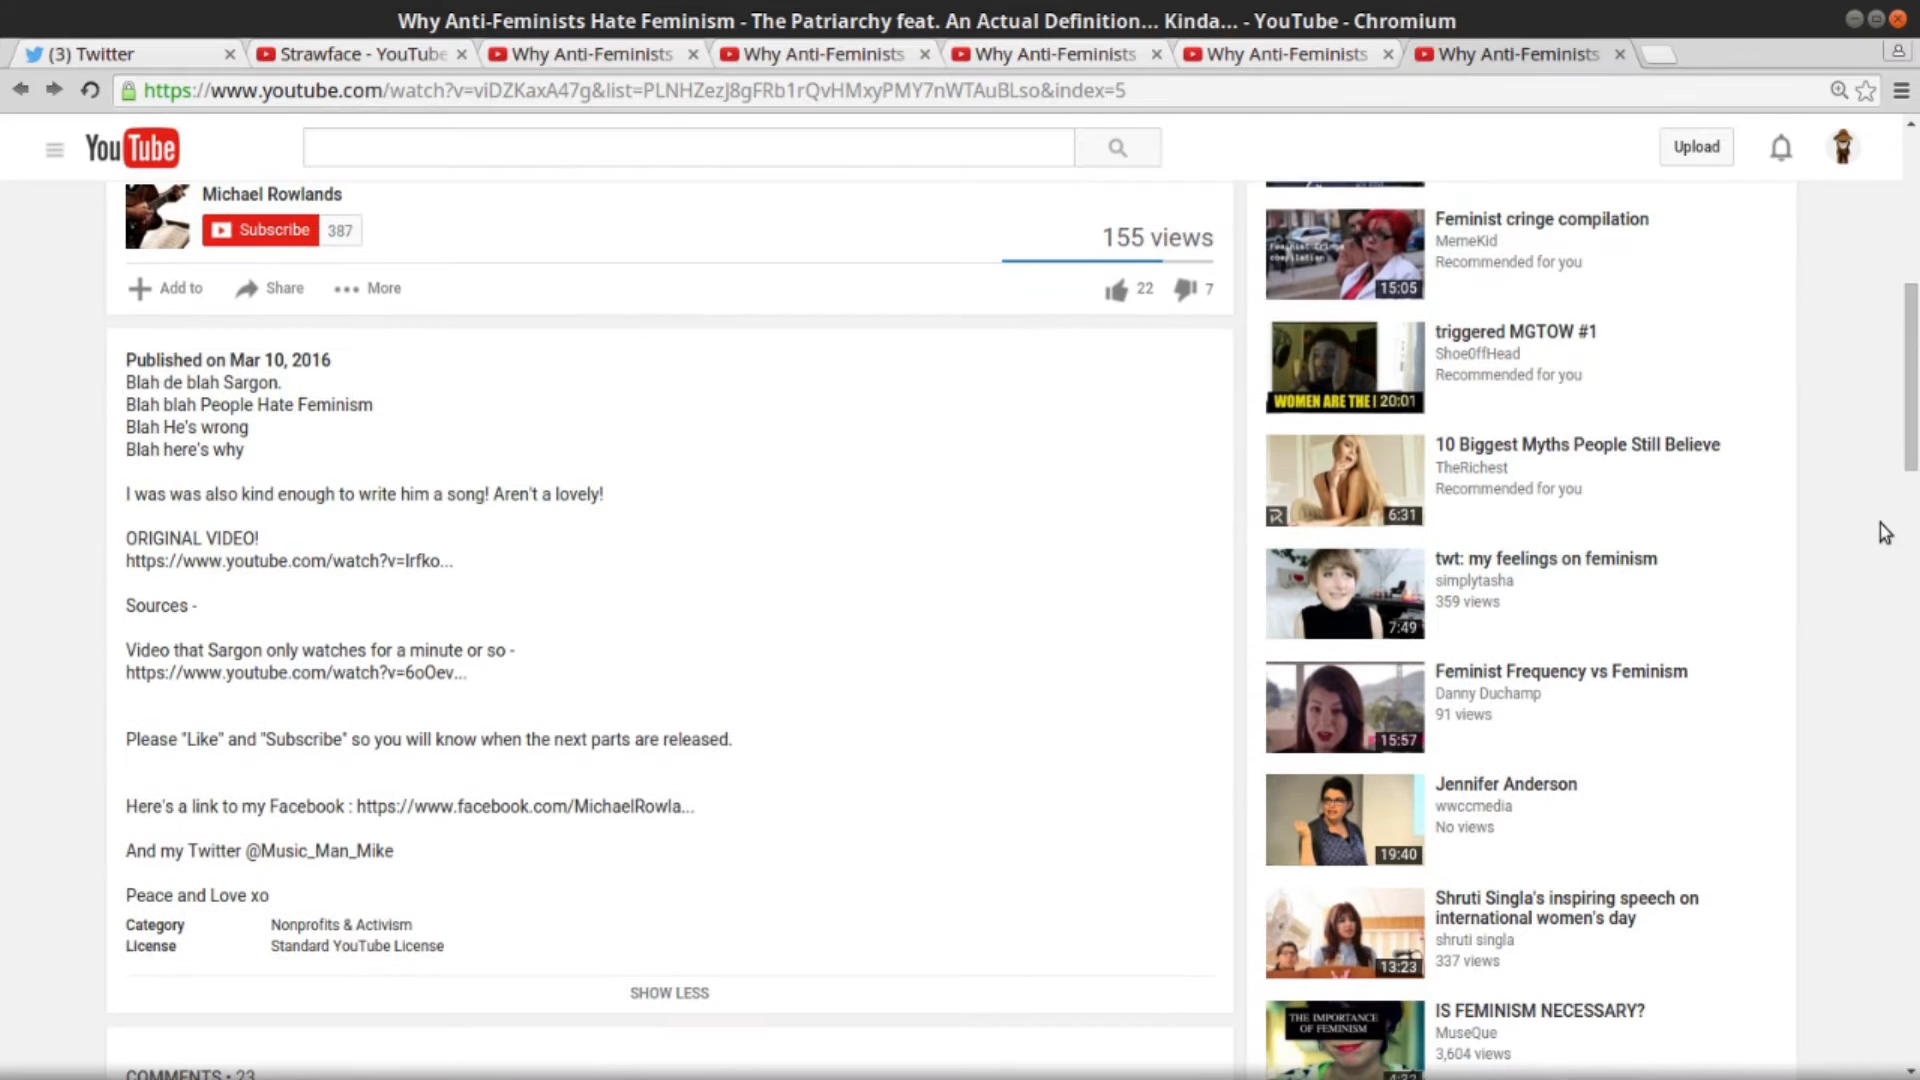 Why Anti-Feminists Hate Feminism - The Patriarchy feat. An Actual Definition... Kinda... - YouTube - Chromium
(3) Twitter
Strawface - YouTube
Why Anti-Feminists
Why Anti-Feminists
Why Anti-Feminists
Why Anti-Feminists
Why Anti-Feminists
https://www.youtube.com/watch?v=viDZKaxA47g&list=PLNHZezJ8gFRb1rQvHMxyPMY7nWTAuBLso&index=5
YouTube
Upload
Michael Rowlands
Subscribe 387
155 views
Add to Share More
22 7
Published on Mar 10, 2016
Blah de blah Sargon.
Blah blah People Hate Feminism
Blah He's wrong
Blah here's why
I was was also kind enough to write him a song! Aren't a lovely!
ORIGINAL VIDEO!
https://www.youtube.com/watch?v=Irfko...
Sources -
Video that Sargon only watches for a minute or so -
https://www.youtube.com/watch?v=6oOev...
Please "Like" and "Subscribe" so you will know when the next parts are released.
Here's a link to my Facebook : https://www.facebook.com/MichaelRowla...
And my Twitter @Music_Man_Mike
Peace and Love xo
Category Nonprofits & Activism
License Standard YouTube License
SHOW LESS
COMMENTS • 23
Feminist cringe compilation
MemeKid
Recommended for you
Feminist Cringe
compilation
15:05
triggered MGTOW #1
Shoe0ffHead
Recommended for you
WOMEN ARE THE
20:01
10 Biggest Myths People Still Believe
TheRichest
Recommended for you
6:31
twt: my feelings on feminism
simplytasha
359 views
7:49
Feminist Frequency vs Feminism
Danny Duchamp
91 views
15:57
Jennifer Anderson
wwccmedia
No views
19:40
Shruti Singla's inspiring speech on
international women's day
shruti singla
337 views
13:23
IS FEMINISM NECESSARY?
MuseQue
3,604 views
THE IMPORTANCE
OF FEMINISM
4:32